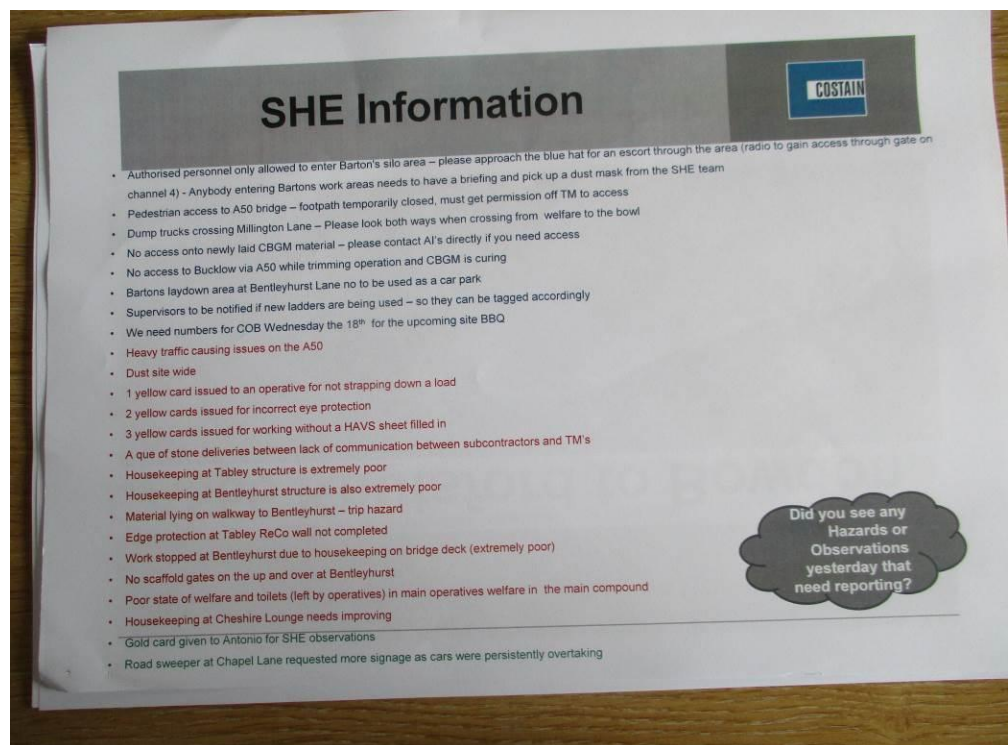 SHE Information
COSTAIN
• Authorised personnel only allowed to enter Barton's silo area – please approach the blue hat for an escort through the area (radio to gain access through gate on
channel 4) - Anybody entering Bartons work areas needs to have a briefing and pick up a dust mask from the SHE team
• Pedestrian access to A50 bridge – footpath temporarily closed, must get permission off TM to access
• Dump trucks crossing Millington Lane – Please look both ways when crossing from welfare to the bowl
• No access onto newly laid CBGM material – please contact AI's directly if you need access
• No access to Bucklow via A50 while trimming operation and CBGM is curing
• Bartons laydown area at Bentleyhurst Lane no to be used as a car park
• Supervisors to be notified if new ladders are being used – so they can be tagged accordingly
• We need numbers for COB Wednesday the 18th for the upcoming site BBQ
• Heavy traffic causing issues on the A50
• Dust site wide
• 1 yellow card issued to an operative for not strapping down a load
• 2 yellow cards issued for incorrect eye protection
• 3 yellow cards issued for working without a HAVS sheet filled in
• A que of stone deliveries between lack of communication between subcontractors and TM's
• Housekeeping at Tabley structure is extremely poor
• Housekeeping at Bentleyhurst structure is also extremely poor
• Material lying on walkway to Bentleyhurst – trip hazard
• Edge protection at Tabley ReCo wall not completed
• Work stopped at Bentleyhurst due to housekeeping on bridge deck (extremely poor)
• No scaffold gates on the up and over at Bentleyhurst
• Poor state of welfare and toilets (left by operatives) in main operatives welfare in the main compound
• Housekeeping at Cheshire Lounge needs improving
• Gold card given to Antonio for SHE observations
• Road sweeper at Chapel Lane requested more signage as cars were persistently overtaking
Did you see any
Hazards or
Observations
yesterday that
need reporting?